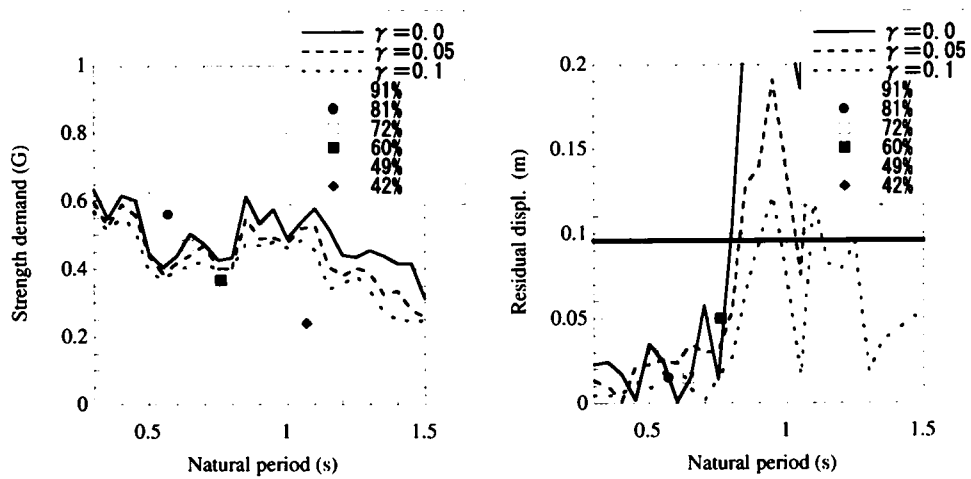 γ=0.0
γ=0.05
γ=0.1
91%
81%
72%
60%
49%
42%
1
0.8
0.6
0.4
0.2
0
Strength demand (G)
0.5
1
1.5
Natural period (s)
γ=0.0
γ=0.05
γ=0.1
91%
81%
72%
60%
49%
42%
0.2
0.15
0.1
0.05
0
Residual displ. (m)
0.5
1
1.5
Natural period (s)